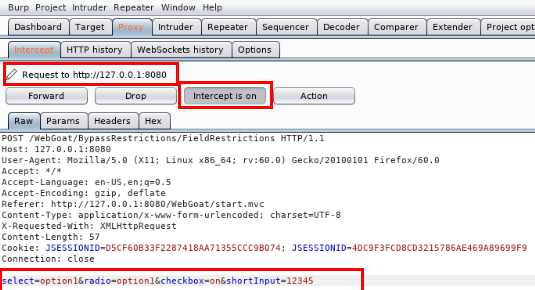 Burp Project Intruder Repeater Window Help
Dashboard Target Proxy Intruder Repeater Sequencer Decoder Comparer Extender Project opt
Intercept HTTP history WebSockets history Options
Request to http://127.0.0.1:8080
Forward Drop Intercept is on Action
Raw Params Headers Hex
POST /WebGoat/BypassRestrictions/FieldRestrictions HTTP/1.1
Host: 127.0.0.1:8080
User-Agent: Mozilla/5.0 (X11; Linux x86_64; rv:60.0) Gecko/20100101 Firefox/60.0
Accept: */*
Accept-Language: en-US,en;q=0.5
Accept-Encoding: gzip, deflate
Referer: http://127.0.0.1:8080/WebGoat/start.mvc
Content-Type: application/x-www-form-urlencoded; charset=UTF-8
X-Requested-With: XMLHttpRequest
Content-Length: 57
Cookie: JSESSIONID=D5CF60B33F2287418AA71355CCC9B074; JSESSIONID=4DC9F3FCD8CD3215786AE469A89699F9
Connection: close
select=option1&radio=option1&checkbox=on&shortInput=12345